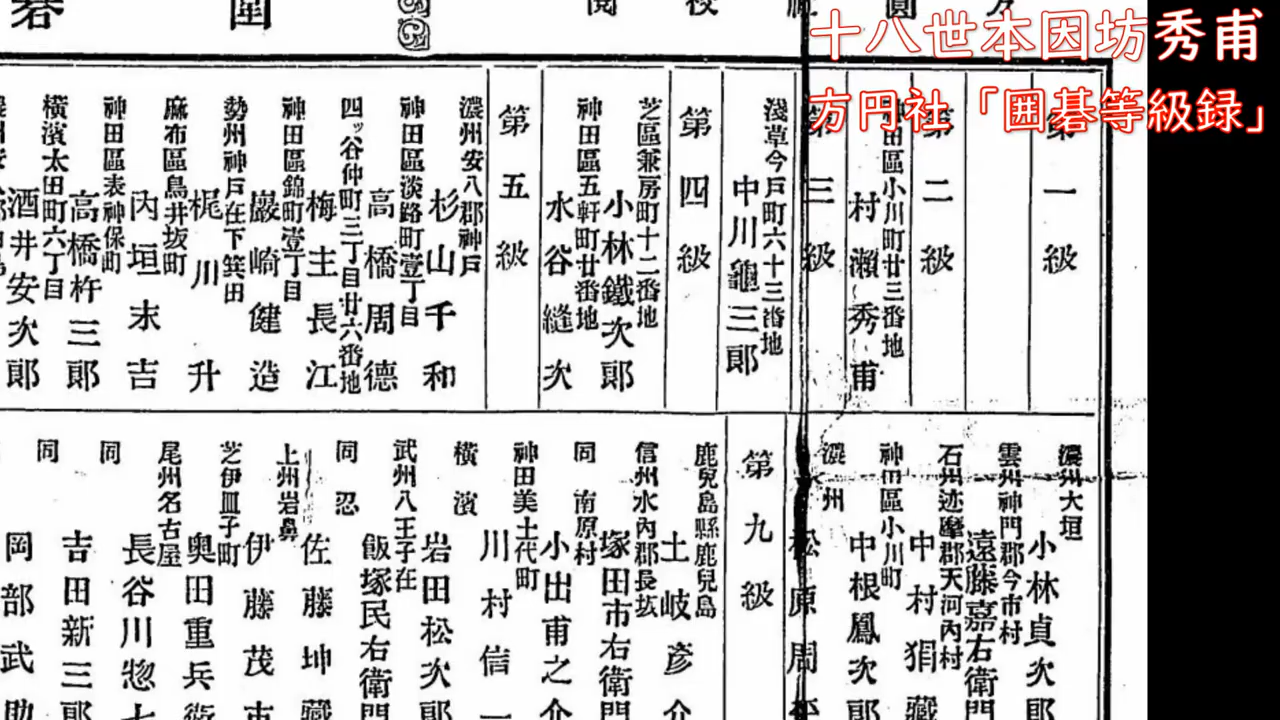 十八世本因坊秀甫
方円社「囲碁等級録」
圍
碁
第一級
第二級
神田區小川町廿三番地
村瀬秀甫
第三級
淺草今戸町六十三番地
中川龜三郎
第四級
芝區兼房町十二番地
小林鐵次郎
神田區五軒町廿番地
水谷縫次
第五級
濃州安八郡神戸
杉山千和
神田區淡路町壹丁目
高橋周德
四ッ谷仲町三丁目廿六番地
梅主長江
神田區錦町壹丁目
巖崎健造
勢州神戸在下箕田
梶川升
麻布區鳥井坂町
内垣末吉
神田區表神保町
高橋杵三郎
横濱太田町六丁目
酒井安次郎
濃州大垣
小林貞次郎
雲州神門郡今市村
遠藤嘉右衛門
石州迹摩郡天河内村
中村狷藏
神田區小川町
中根鳳次郎
濃州
松原周平
第九級
鹿兒島縣鹿兒島
土岐彦介
信州水内郡長坂
塚田市右衛門
同南原村
小出甫之介
神田美土代町
川村信一
横濱
岩田松次郎
武州八王子在
飯塚民右衛門
同忍
佐藤坤藏
上州岩鼻
伊藤茂吉
芝伊皿子町
奥田重兵衛
尾州名古屋
長谷川惣七
同
吉田新三郎
同
岡部武助